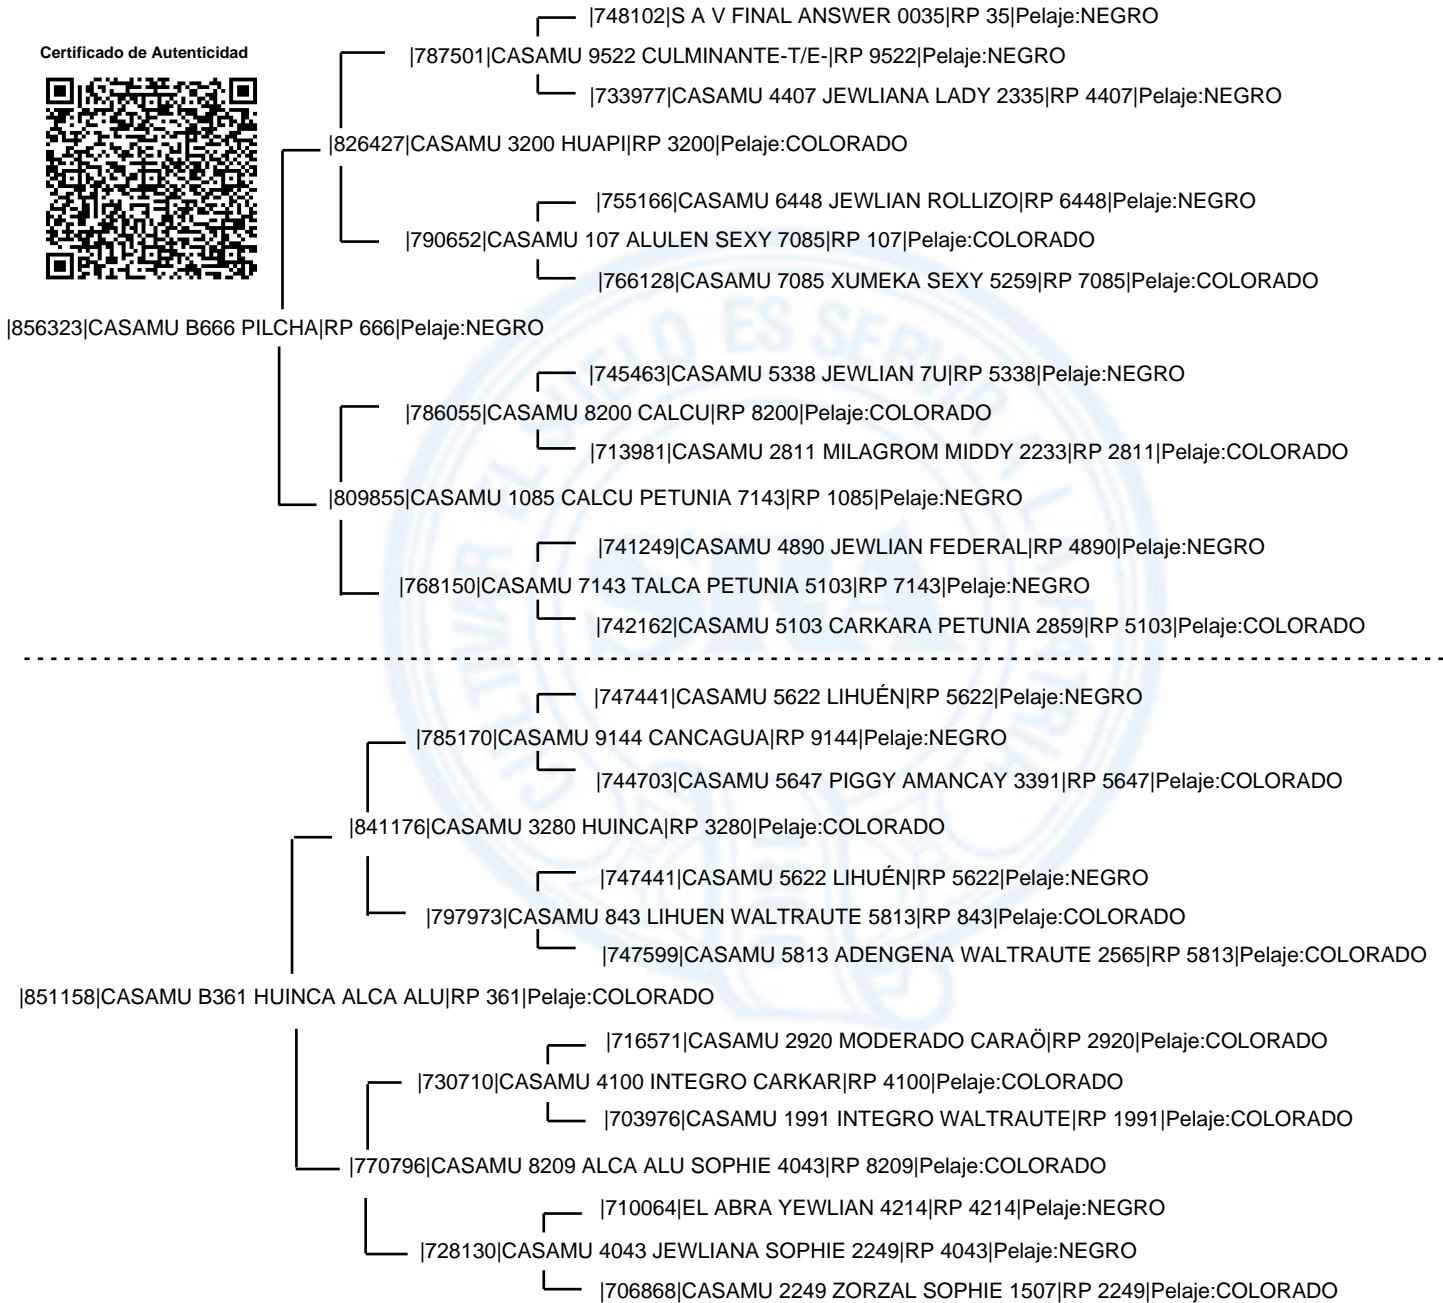 |748102|S A V FINAL ANSWER 0035|RP 35|Pelaje:NEGRO
Certificado de Autenticidad
|787501|CASAMU 9522 CULMINANTE-T/E-|RP 9522|Pelaje:NEGRO
|733977|CASAMU 4407 JEWLIANA LADY 2335|RP 4407|Pelaje:NEGRO
|826427|CASAMU 3200 HUAPI|RP 3200|Pelaje:COLORADO
|755166|CASAMU 6448 JEWLIAN ROLLIZO|RP 6448|Pelaje:NEGRO
|790652|CASAMU 107 ALULEN SEXY 7085|RP 107|Pelaje:COLORADO
|766128|CASAMU 7085 XUMEKA SEXY 5259|RP 7085|Pelaje:COLORADO
|856323|CASAMU B666 PILCHA|RP 666|Pelaje:NEGRO
|745463|CASAMU 5338 JEWLIAN 7U|RP 5338|Pelaje:NEGRO
|786055|CASAMU 8200 CALCU|RP 8200|Pelaje:COLORADO
|713981|CASAMU 2811 MILAGROM MIDDY 2233|RP 2811|Pelaje:COLORADO
|809855|CASAMU 1085 CALCU PETUNIA 7143|RP 1085|Pelaje:NEGRO
|741249|CASAMU 4890 JEWLIAN FEDERAL|RP 4890|Pelaje:NEGRO
|768150|CASAMU 7143 TALCA PETUNIA 5103|RP 7143|Pelaje:NEGRO
|742162|CASAMU 5103 CARKARA PETUNIA 2859|RP 5103|Pelaje:COLORADO
|747441|CASAMU 5622 LIHUÉN|RP 5622|Pelaje:NEGRO
|785170|CASAMU 9144 CANCAGUA|RP 9144|Pelaje:NEGRO
|744703|CASAMU 5647 PIGGY AMANCAY 3391|RP 5647|Pelaje:COLORADO
|841176|CASAMU 3280 HUINCA|RP 3280|Pelaje:COLORADO
|747441|CASAMU 5622 LIHUÉN|RP 5622|Pelaje:NEGRO
|797973|CASAMU 843 LIHUEN WALTRAUTE 5813|RP 843|Pelaje:COLORADO
|747599|CASAMU 5813 ADENGENA WALTRAUTE 2565|RP 5813|Pelaje:COLORADO
|851158|CASAMU B361 HUINCA ALCA ALU|RP 361|Pelaje:COLORADO
|716571|CASAMU 2920 MODERADO CARAÖ|RP 2920|Pelaje:COLORADO
|730710|CASAMU 4100 INTEGRO CARKAR|RP 4100|Pelaje:COLORADO
|703976|CASAMU 1991 INTEGRO WALTRAUTE|RP 1991|Pelaje:COLORADO
|770796|CASAMU 8209 ALCA ALU SOPHIE 4043|RP 8209|Pelaje:COLORADO
|710064|EL ABRA YEWLIAN 4214|RP 4214|Pelaje:NEGRO
|728130|CASAMU 4043 JEWLIANA SOPHIE 2249|RP 4043|Pelaje:NEGRO
|706868|CASAMU 2249 ZORZAL SOPHIE 1507|RP 2249|Pelaje:COLORADO
CULTIVAR EL SUELO ES SERVIR A LA PATRIA
SRA